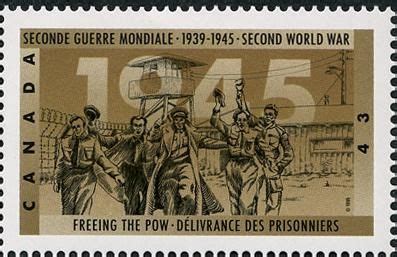 SECONDE GUERRE MONDIALE · 1939-1945 · SECOND WORLD WAR
1945
CANADA
43
FREEING THE POW · DÉLIVRANCE DES PRISONNIERS